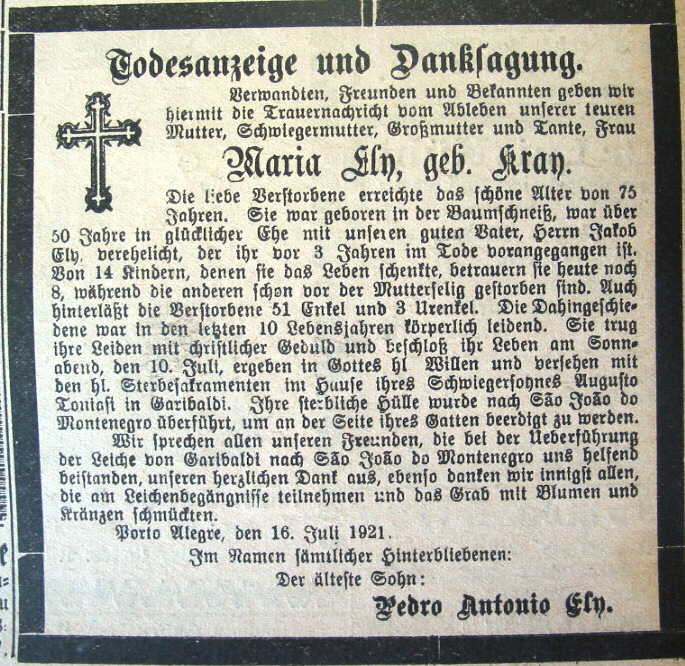 Todesanzeige und Danksagung.
Verwandten, Freunden und Bekannten geben wir
hiermit die Trauernachricht vom Ableben unserer teuren
Mutter, Schwiegermutter, Großmutter und Tante, Frau
Maria Ely, geb. Kray.
Die liebe Verstorbene erreichte das schöne Alter von 75
Jahren. Sie war geboren in der Baumschneiß, war über
50 Jahre in glücklicher Ehe mit unseren guten Vater, Herrn Jakob
Ely, verehelicht, der ihr vor 3 Jahren im Tode vorangegangen ist.
Von 14 Kindern, denen sie das Leben schenkte, betrauern sie heute noch
8, während die anderen schon vor der Mutterselig gestorben sind. Auch
hinterläßt die Verstorbene 51 Enkel und 3 Urenkel. Die Dahingeschie-
dene war in den letzten 10 Lebensjahren körperlich leidend. Sie trug
ihre Leiden mit christlicher Geduld und beschloß ihr Leben am Sonn-
abend, den 10. Juli, ergeben in Gottes hl Willen und versehen mit
den hl. Sterbesakramenten im Hause ihres Schwiegersohnes Augusto
Toniasi in Garibaldi. Ihre sterbliche Hülle wurde nach São João do
Montenegro überführt, um an der Seite ihres Gatten beerdigt zu werden.
Wir sprechen allen unseren Freunden, die bei der Ueberführung
der Leiche von Garibaldi nach São João do Montenegro uns helfend
beistanden, unseren herzlichen Dank aus, ebenso danken wir innigst allen,
die am Leichenbegängnisse teilnehmen und das Grab mit Blumen und
Kränzen schmückten.
Porto Alegre, den 16. Juli 1921.
Im Namen sämtlicher Hinterbliebenen:
Der älteste Sohn:
Pedro Antonio Ely.